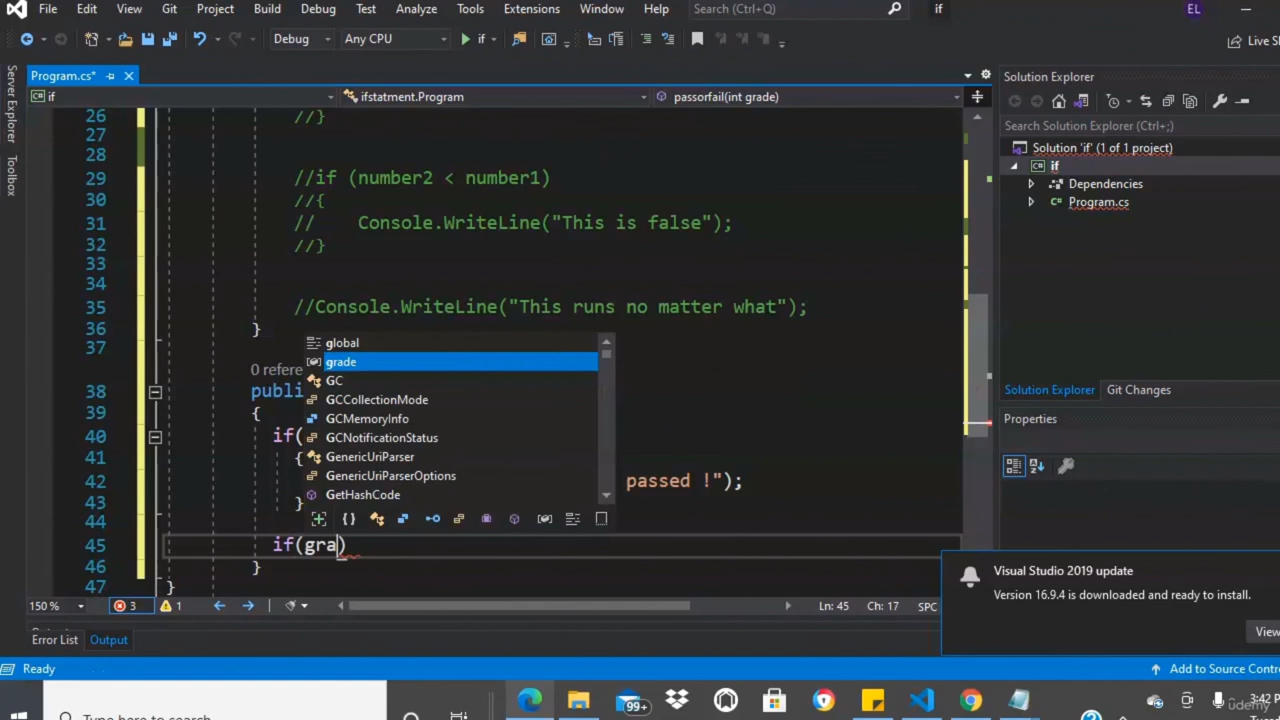 File Edit View Git Project Build Debug Test Analyze Tools Extensions Window Help Search (Ctrl+Q) if EL
Debug Any CPU if Live
Program.cs*
if ifstatment.Program passorfail(int grade)
Server Explorer
Toolbox
26 //}
27
28
29 //if (number2 < number1)
30 //{
31 // Console.WriteLine("This is false");
32 //}
33
34
35 //Console.WriteLine("This runs no matter what");
36 }
37
0 refere
38 publi
39 {
40 if(
41 {
42 passed !");
43 }
44
45 if(gra)
46 }
47 }
global
grade
GC
GCCollectionMode
GCMemoryInfo
GCNotificationStatus
GenericUriParser
GenericUriParserOptions
GetHashCode
150 % 3 1 Ln: 45 Ch: 17 SPC
Error List Output
Solution Explorer
Search Solution Explorer (Ctrl+;)
Solution 'if' (1 of 1 project)
if
Dependencies
Program.cs
Solution Explorer Git Changes
Properties
Visual Studio 2019 update
Version 16.9.4 is downloaded and ready to install.
View
Ready Add to Source Contr
Type here to search
99+
3:42 P
Udemy